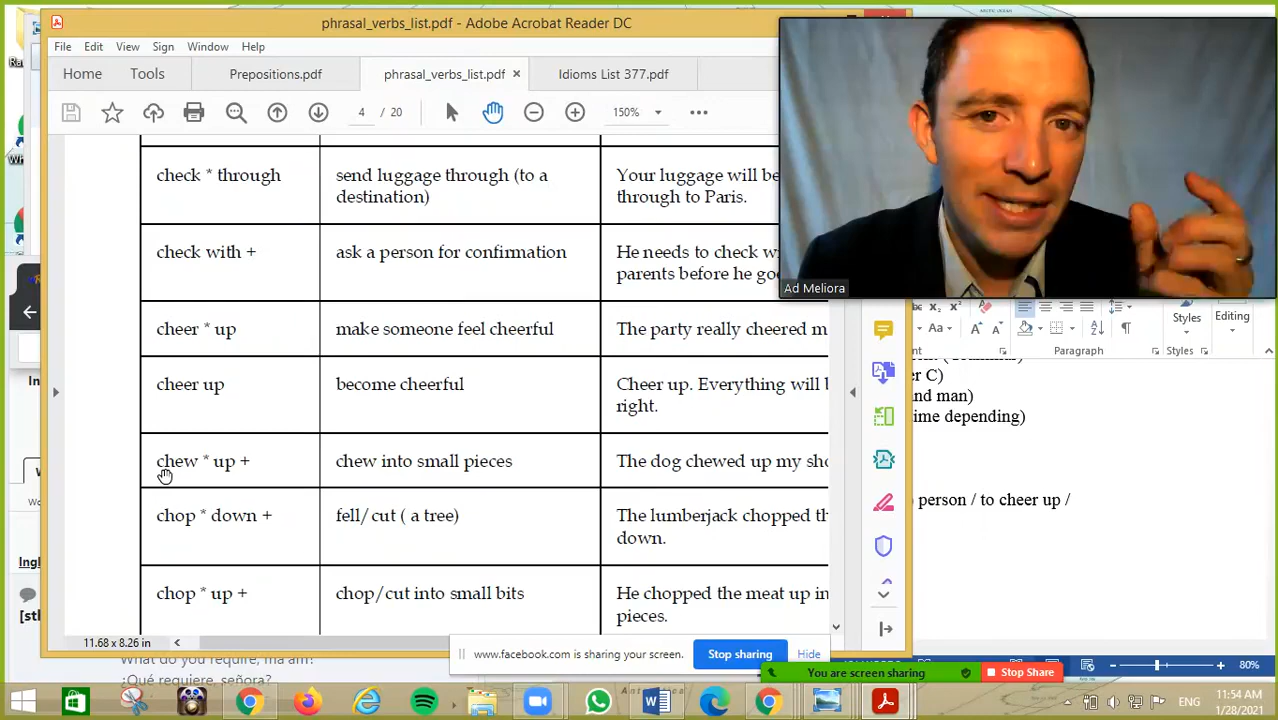 phrasal_verbs_list.pdf - Adobe Acrobat Reader DC
File Edit View Sign Window Help
Home Tools Prepositions.pdf phrasal_verbs_list.pdf × Idioms List 377.pdf
4 / 20 150%
check * through
send luggage through (to a
destination)
Your luggage will be
through to Paris.
check with +
ask a person for confirmation
He needs to check w
parents before he go
cheer * up
make someone feel cheerful
The party really cheered m
cheer up
become cheerful
Cheer up. Everything will b
right.
chew * up +
chew into small pieces
The dog chewed up my sho
chop * down +
fell/cut ( a tree)
The lumberjack chopped th
down.
chop * up +
chop/cut into small bits
He chopped the meat up in
pieces.
11.68 x 8.26 in
Ad Meliora
Styles
Editing
Paragraph
Styles
er C)
and man)
ime depending)
person / to cheer up /
Ingl
[st
What do you require, ma'am?
¿Qué requiere, señora?
www.facebook.com is sharing your screen.
Stop sharing
Hide
You are screen sharing
Stop Share
80%
ENG
11:54 AM
1/28/2021